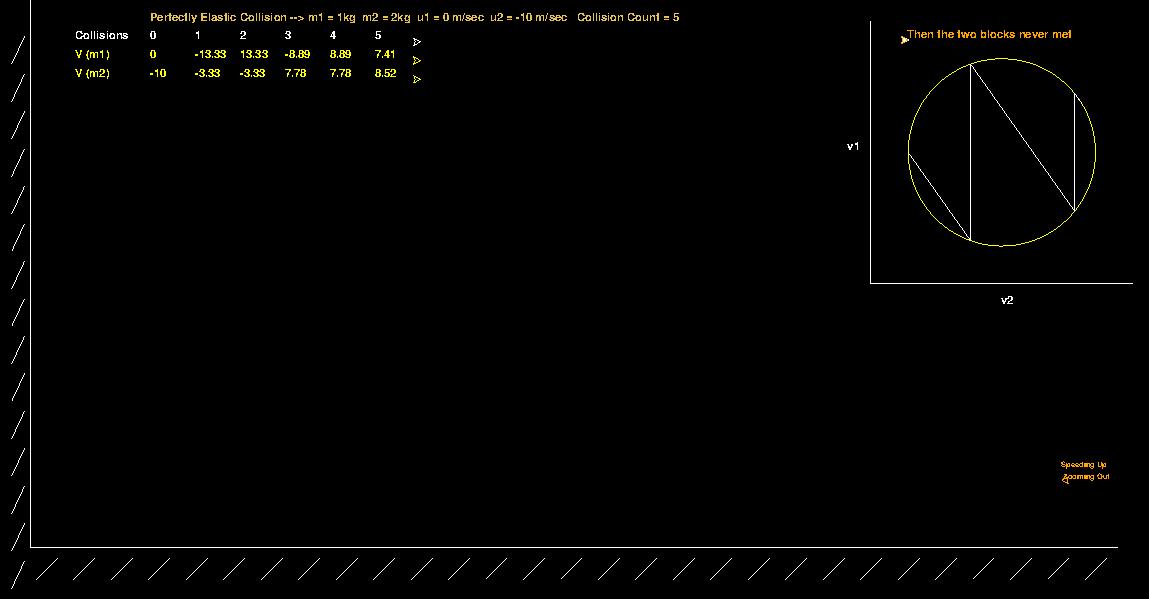 Perfectly Elastic Collision --> m1 = 1kg m2 = 2kg u1 = 0 m/sec u2 = -10 m/sec Collision Count = 5
Collisions 0 1 2 3 4 5
V (m1) 0 -13.33 13.33 -8.89 8.89 7.41
V (m2) -10 -3.33 -3.33 7.78 7.78 8.52
Then the two blocks never met
v1
v2
Speeding Up
Zooming Out